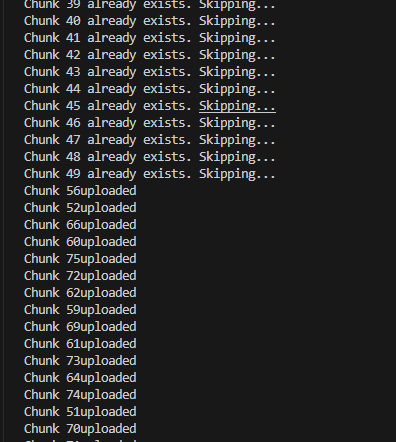 Chunk 39 already exists. Skipping...
Chunk 40 already exists. Skipping...
Chunk 41 already exists. Skipping...
Chunk 42 already exists. Skipping...
Chunk 43 already exists. Skipping...
Chunk 44 already exists. Skipping...
Chunk 45 already exists. Skipping...
Chunk 46 already exists. Skipping...
Chunk 47 already exists. Skipping...
Chunk 48 already exists. Skipping...
Chunk 49 already exists. Skipping...
Chunk 56uploaded
Chunk 52uploaded
Chunk 66uploaded
Chunk 60uploaded
Chunk 75uploaded
Chunk 72uploaded
Chunk 62uploaded
Chunk 59uploaded
Chunk 69uploaded
Chunk 61uploaded
Chunk 73uploaded
Chunk 64uploaded
Chunk 74uploaded
Chunk 51uploaded
Chunk 70uploaded